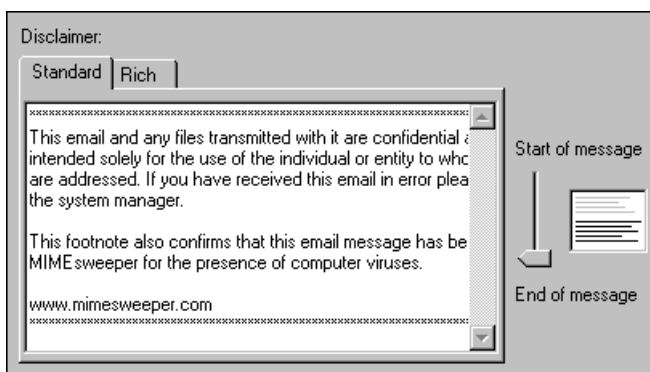 Disclaimer:
Standard
Rich
This email and any files transmitted with it are confidential
intended solely for the use of the individual or entity to
are addressed. If you have received this email in error
the system manager.
This footnote also confirms that this email message has
MIMEsweeper for the presence of computer viruses.
www.mimesweeper.com
Start of message
End of message